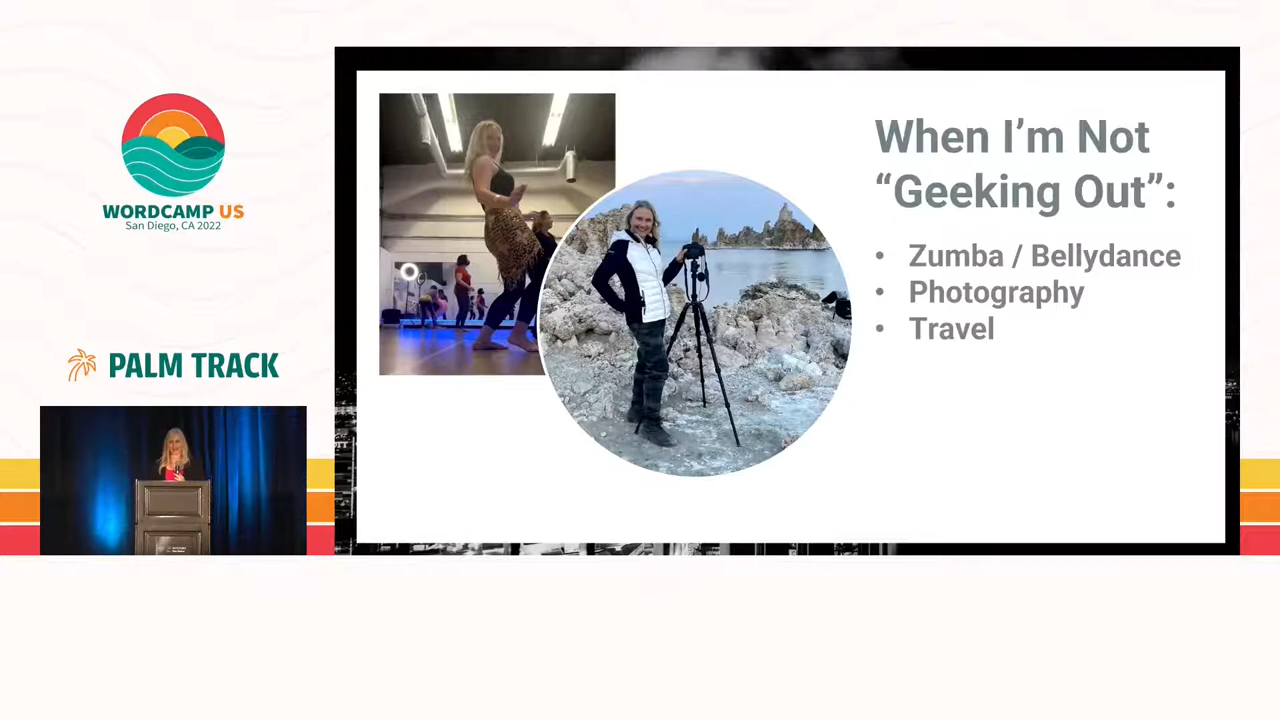 WORDCAMP US
San Diego, CA 2022
PALM TRACK
When I’m Not
“Geeking Out”:
• Zumba / Bellydance
• Photography
• Travel